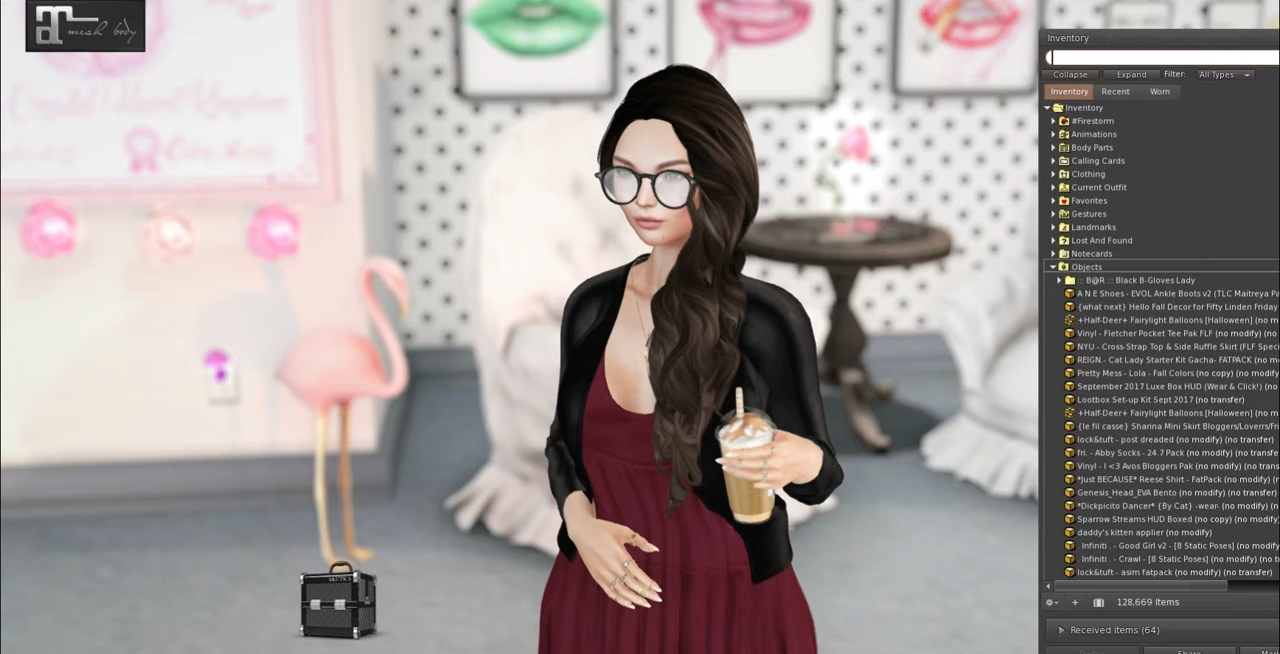 mesh body
Inventory
Collapse Expand Filter: All Types
Inventory Recent Worn
Inventory
#Firestorm
Animations
Body Parts
Calling Cards
Clothing
Current Outfit
Favorites
Gestures
Landmarks
Lost And Found
Notecards
Objects
::: B@R ::: Black B-Gloves Lady
A N E Shoes - EVOL Ankle Boots v2 (TLC Maitreya Pa
{what next} Hello Fall Decor for Fifty Linden Friday
+Half-Deer+ Fairylight Balloons [Halloween] (no m
Vinyl - Fletcher Pocket Tee Pak FLF (no modify) (no
NYU - Cross-Strap Top & Side Ruffle Skirt (FLF Speci
REIGN.- Cat Lady Starter Kit Gacha- FATPACK (no m
Pretty Mess - Lola - Fall Colors (no copy) (no modify
September 2017 Luxe Box HUD (Wear & Click!) (no
Lootbox Set-up Kit Sept 2017 (no transfer)
+Half-Deer+ Fairylight Balloons [Halloween] (no m
{le fil casse} Sharina Mini Skirt Bloggers/Lovers/Fri
lock&tuft - post dreaded (no modify) (no transfer)
fri. - Abby Socks - 24.7 Pack (no modify) (no transfe
Vinyl - I <3 Avos Bloggers Pak (no modify) (no trans
*Just BECAUSE* Reese Shirt - FatPack (no modify) (n
Genesis_Head_EVA Bento (no modify) (no transfer)
*Dickpicito Dancer* {By Cat} -wear- (no modify) (no
Sparrow Streams HUD Boxed (no copy) (no modify)
daddy's kitten applier (no modify)
. Infiniti . - Good Girl v2 - [8 Static Poses] (no modify
. Infiniti . - Crawl - [8 Static Poses] (no modify) (no t
lock&tuft - asim fatpack (no modify) (no transfer)
128,669 Items
Received items (64)
Share